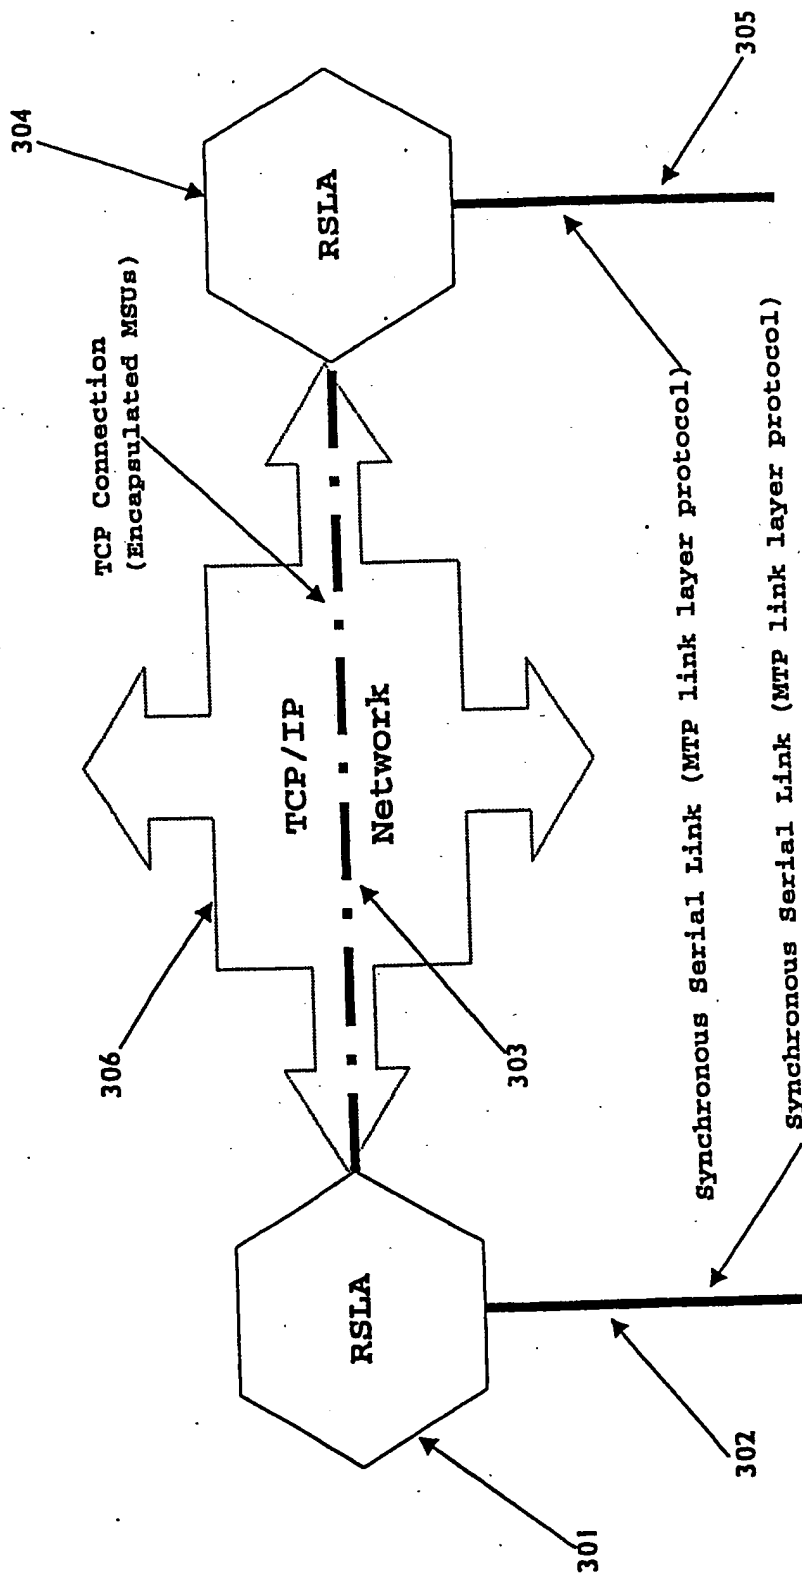 304
305
TCP Connection
(Encapsulated MSUs)
RSLA
306
TCP/IP
Network
303
RSLA
301
302
Synchronous Serial Link (MTP link layer protocol)
Synchronous Serial Link (MTP link layer protocol)